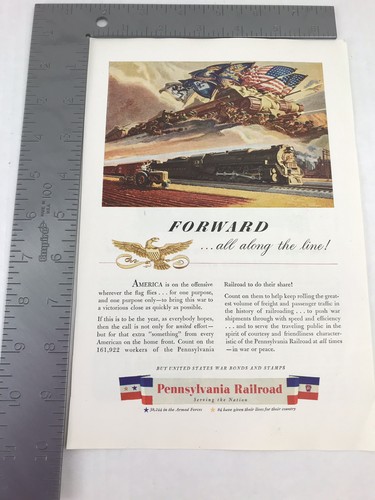 FORWARD
...all along the line!
AMERICA is on the offensive
wherever the flag flies . . . for one purpose,
and one purpose only—to bring this war to
a victorious close as quickly as possible.
If this is to be the year, as everybody hopes,
then the call is not only for united effort—
but for that extra "something" from every
American on the home front. Count on the
161,022 workers of the Pennsylvania
Railroad to do their share!
Count on them to help keep rolling the great-
est volume of freight and passenger traffic in
the history of railroading . . . to push war
shipments through with speed and efficiency
. . . and to serve the traveling public in the
spirit of courtesy and friendliness character-
istic of the Pennsylvania Railroad at all times
—in war or peace.
BUY UNITED STATES WAR BONDS AND STAMPS
Pennsylvania Railroad
Serving the Nation
in the Armed Forces
have given their lives for their country